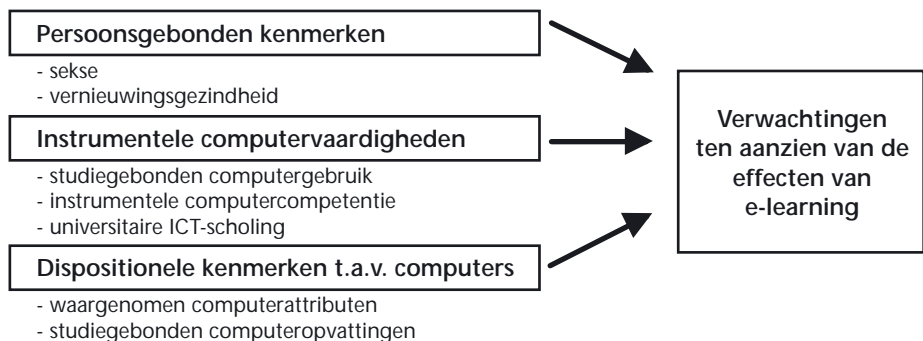 Persoonsgebonden kenmerken
- sekse
- vernieuwingsgezindheid
Instrumentele computervaardigheden
- studiegebonden computergebruik
- instrumentele computercompetentie
- universitaire ICT-scholing
Dispositionele kenmerken t.a.v. computers
- waargenomen computerattributen
- studiegebonden computeropvattingen
Verwachtingen
ten aanzien van de
effecten van
e-learning